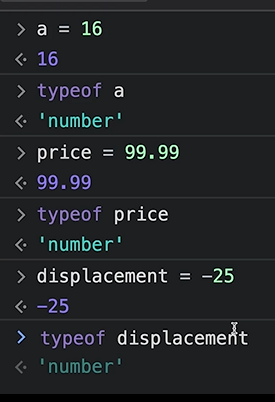 > a = 16
<· 16
> typeof a
<· 'number'
> price = 99.99
<· 99.99
> typeof price
<· 'number'
> displacement = -25
<· -25
> typeof displacement
<· 'number'